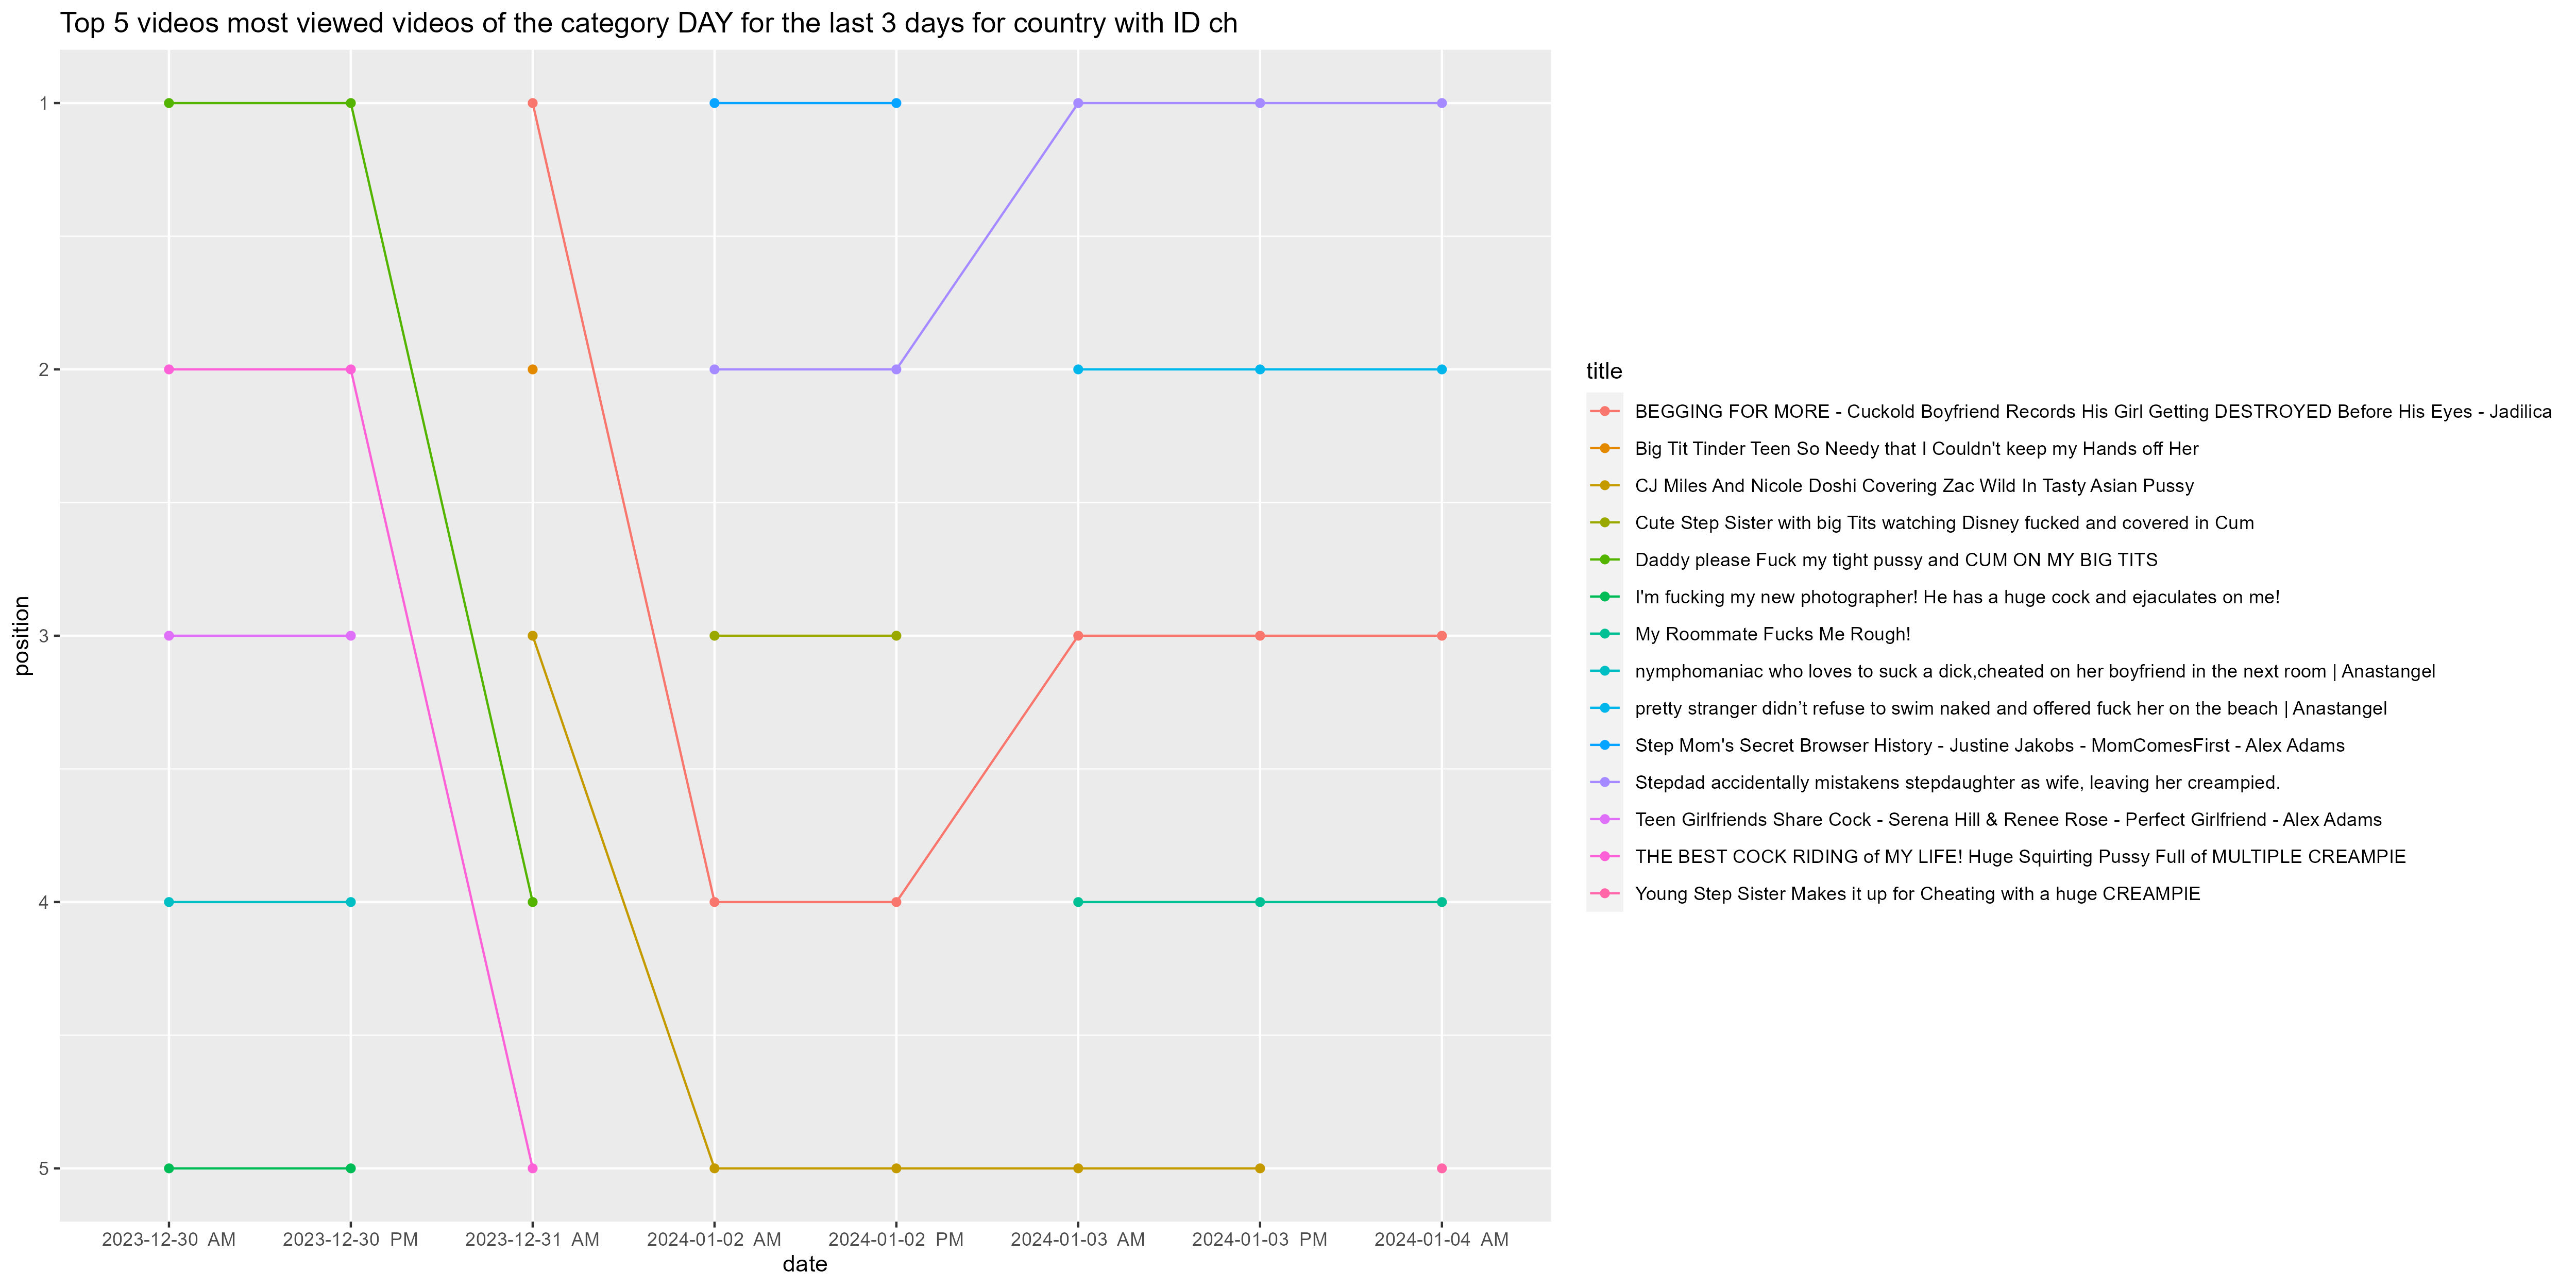 Top 5 videos most viewed videos of the category DAY for the last 3 days for country with ID ch
position
1
2
3
4
5
2023-12-30 AM
2023-12-30 PM
2023-12-31 AM
2024-01-02 AM
2024-01-02 PM
2024-01-03 AM
2024-01-03 PM
2024-01-04 AM
date
title
BEGGING FOR MORE - Cuckold Boyfriend Records His Girl Getting DESTROYED Before His Eyes - Jadilica
Big Tit Tinder Teen So Needy that I Couldn't keep my Hands off Her
CJ Miles And Nicole Doshi Covering Zac Wild In Tasty Asian Pussy
Cute Step Sister with big Tits watching Disney fucked and covered in Cum
Daddy please Fuck my tight pussy and CUM ON MY BIG TITS
I'm fucking my new photographer! He has a huge cock and ejaculates on me!
My Roommate Fucks Me Rough!
nymphomaniac who loves to suck a dick,cheated on her boyfriend in the next room | Anastangel
pretty stranger didn’t refuse to swim naked and offered fuck her on the beach | Anastangel
Step Mom's Secret Browser History - Justine Jakobs - MomComesFirst - Alex Adams
Stepdad accidentally mistakens stepdaughter as wife, leaving her creampied.
Teen Girlfriends Share Cock - Serena Hill & Renee Rose - Perfect Girlfriend - Alex Adams
THE BEST COCK RIDING of MY LIFE! Huge Squirting Pussy Full of MULTIPLE CREAMPIE
Young Step Sister Makes it up for Cheating with a huge CREAMPIE